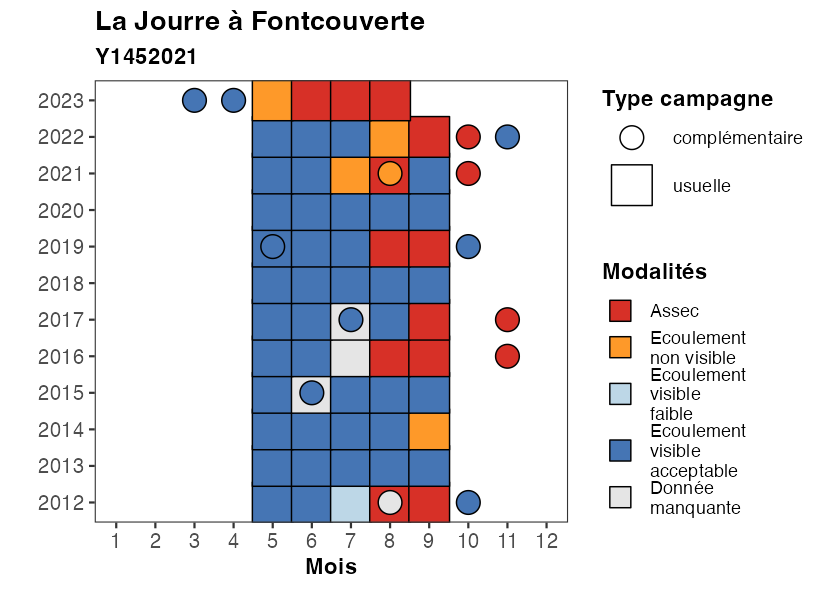 La Jourre à Fontcouverte
Y1452021
2023
2022
2021
2020
2019
2018
2017
2016
2015
2014
2013
2012
1 2 3 4 5 6 7 8 9 10 11 12
Mois
Type campagne
complémentaire
usuelle
Modalités
Assec
Ecoulement
non visible
Ecoulement
visible
faible
Ecoulement
visible
acceptable
Donnée
manquante